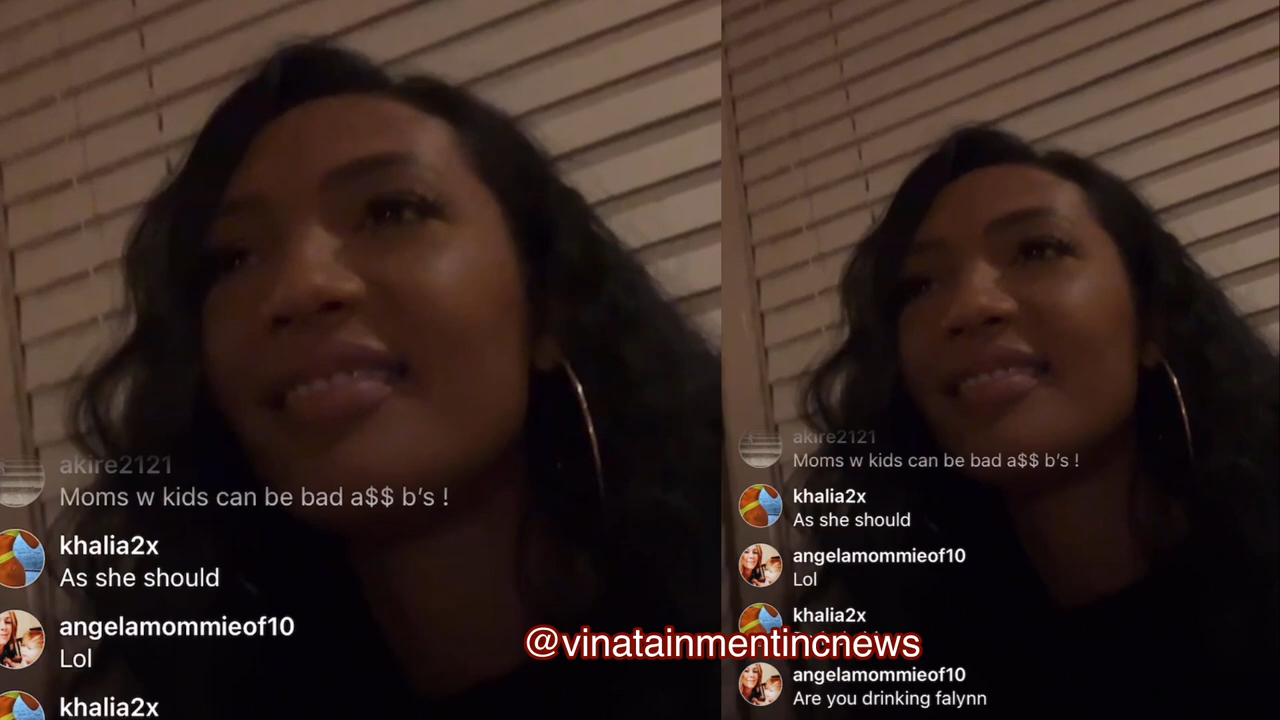 akire2121
Moms w kids can be bad a$$ b's !
khalia2x
As she should
angelamommieof10
Lol
khalia2x
akire2121
Moms w kids can be bad a$$ b's !
khalia2x
As she should
angelamommieof10
Lol
khalia2x
@vinatainmentincnews
angelamommieof10
Are you drinking falynn